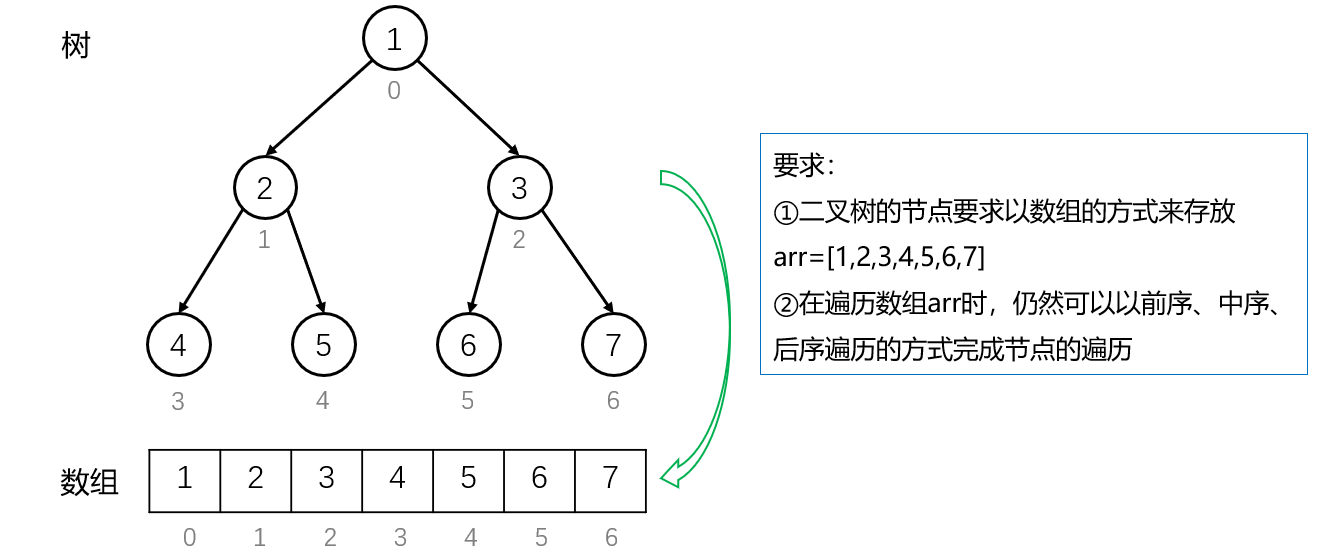 树
1
0
2
3
1
2
4
5
6
7
3
4
5
6
数组
1 2 3 4 5 6 7
0 1 2 3 4 5 6
要求：
①二叉树的节点要求以数组的方式来存放
arr=[1,2,3,4,5,6,7]
②在遍历数组arr时，仍然可以以前序、中序、
后序遍历的方式完成节点的遍历